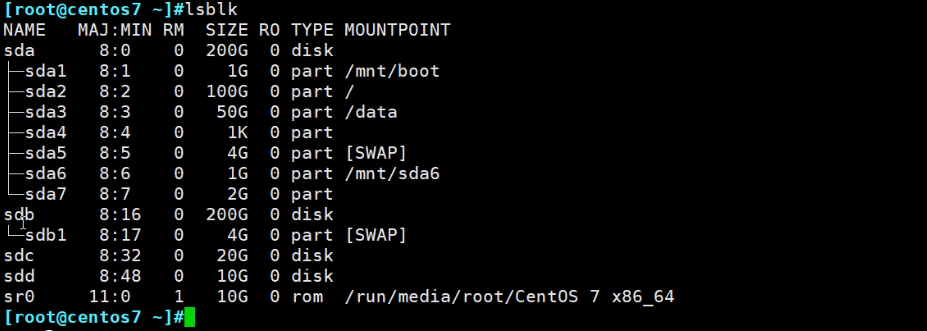 [root@centos7 ~]#lsblk
NAME   MAJ:MIN RM  SIZE RO TYPE MOUNTPOINT
sda      8:0    0  200G  0 disk
├─sda1   8:1    0    1G  0 part /mnt/boot
├─sda2   8:2    0  100G  0 part /
├─sda3   8:3    0   50G  0 part /data
├─sda4   8:4    0    1K  0 part
├─sda5   8:5    0    4G  0 part [SWAP]
├─sda6   8:6    0    1G  0 part /mnt/sda6
└─sda7   8:7    0    2G  0 part
sdb      8:16   0  200G  0 disk
└─sdb1   8:17   0    4G  0 part [SWAP]
sdc      8:32   0   20G  0 disk
sdd      8:48   0   10G  0 disk
sr0     11:0    1   10G  0 rom  /run/media/root/CentOS 7 x86_64
[root@centos7 ~]#